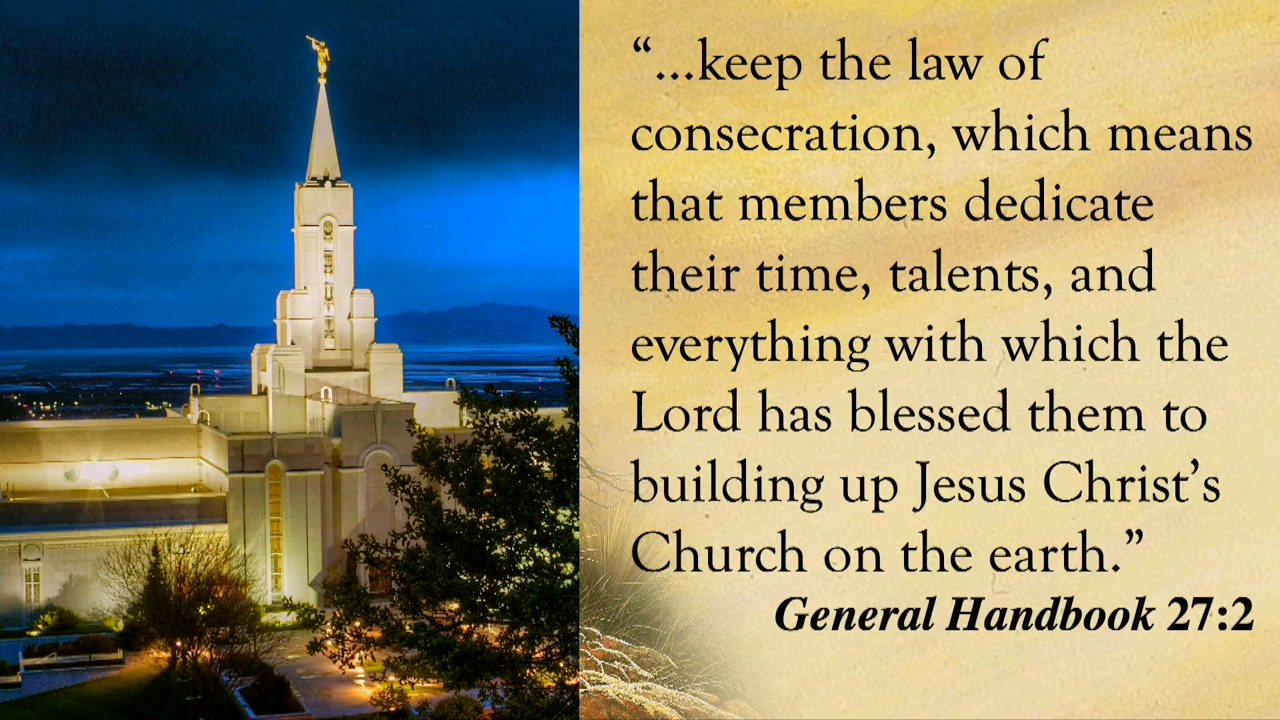 “...keep the law of
consecration, which means
that members dedicate
their time, talents, and
everything with which the
Lord has blessed them to
building up Jesus Christ’s
Church on the earth.”
General Handbook 27:2